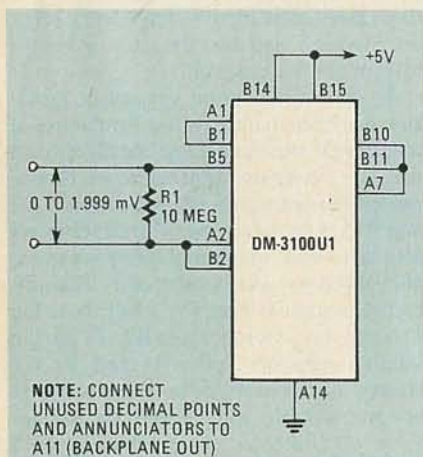 +5V
B14
B15
A1
B1
B5
B10
B11
A7
0 TO 1.999 mV
R1
10 MEG
A2
B2
DM-3100U1
A14
NOTE: CONNECT
UNUSED DECIMAL POINTS
AND ANNUNCIATORS TO
A11 (BACKPLANE OUT)